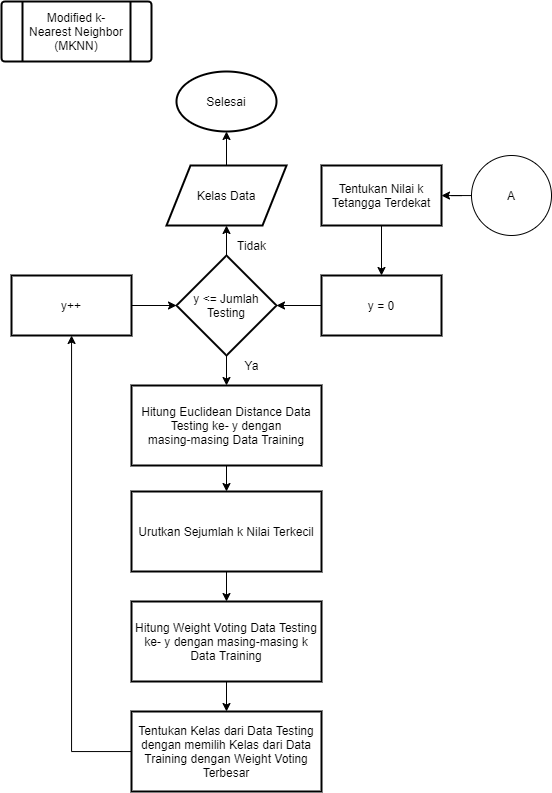 Modified k-
Nearest Neighbor
(MKNN)
Selesai
Kelas Data
Tentukan Nilai k
Tetangga Terdekat
A
Tidak
y++
y <= Jumlah
Testing
y = 0
Ya
Hitung Euclidean Distance Data
Testing ke- y dengan
masing-masing Data Training
Urutkan Sejumlah k Nilai Terkecil
Hitung Weight Voting Data Testing
ke- y dengan masing-masing k
Data Training
Tentukan Kelas dari Data Testing
dengan memilih Kelas dari Data
Training dengan Weight Voting
Terbesar